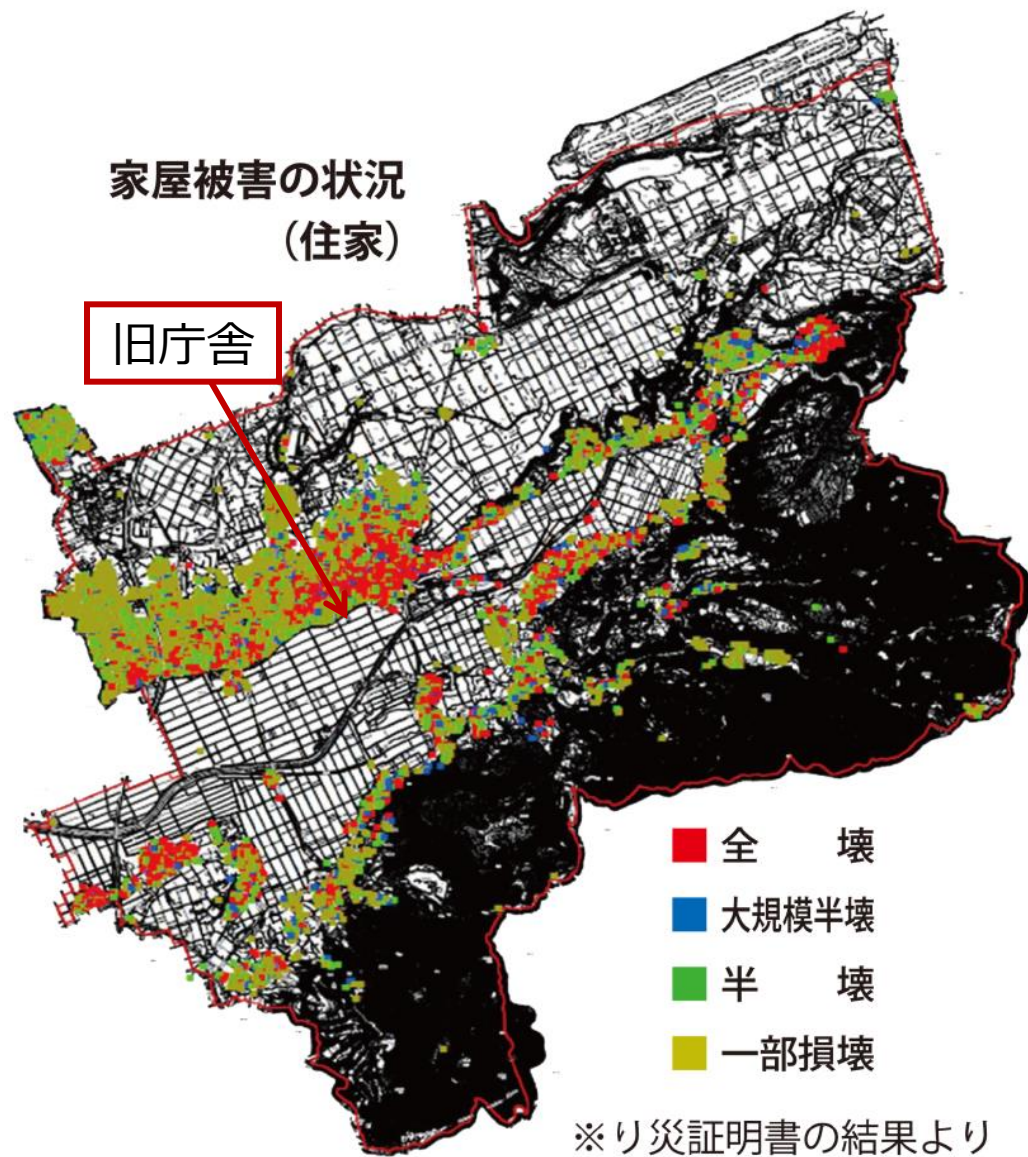 家屋被害の状況
（住家）
旧庁舎
全　壊
大規模半壊
半　壊
一部損壊
※り災証明書の結果より